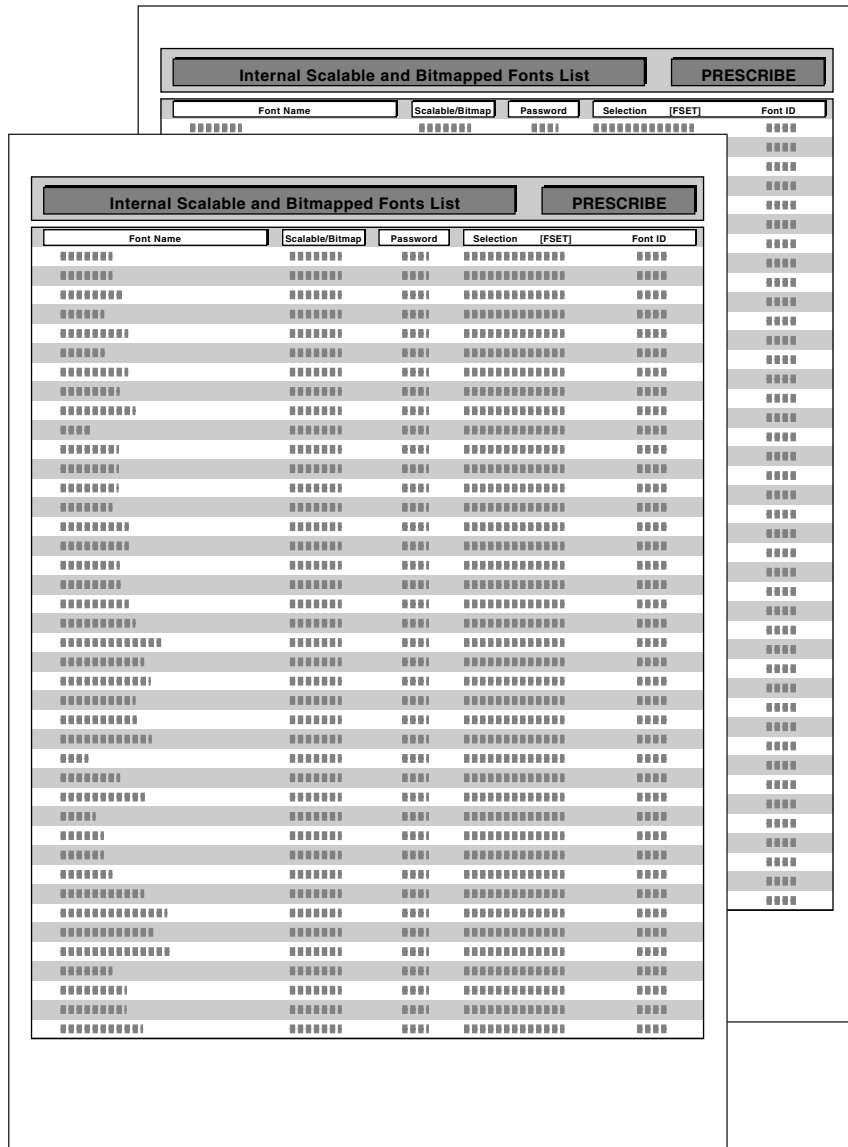 Internal Scalable and Bitmapped Fonts List PRESCRIBE
Font Name Scalable/Bitmap Password Selection [FSET] Font ID
Internal Scalable and Bitmapped Fonts List PRESCRIBE
Font Name Scalable/Bitmap Password Selection [FSET] Font ID